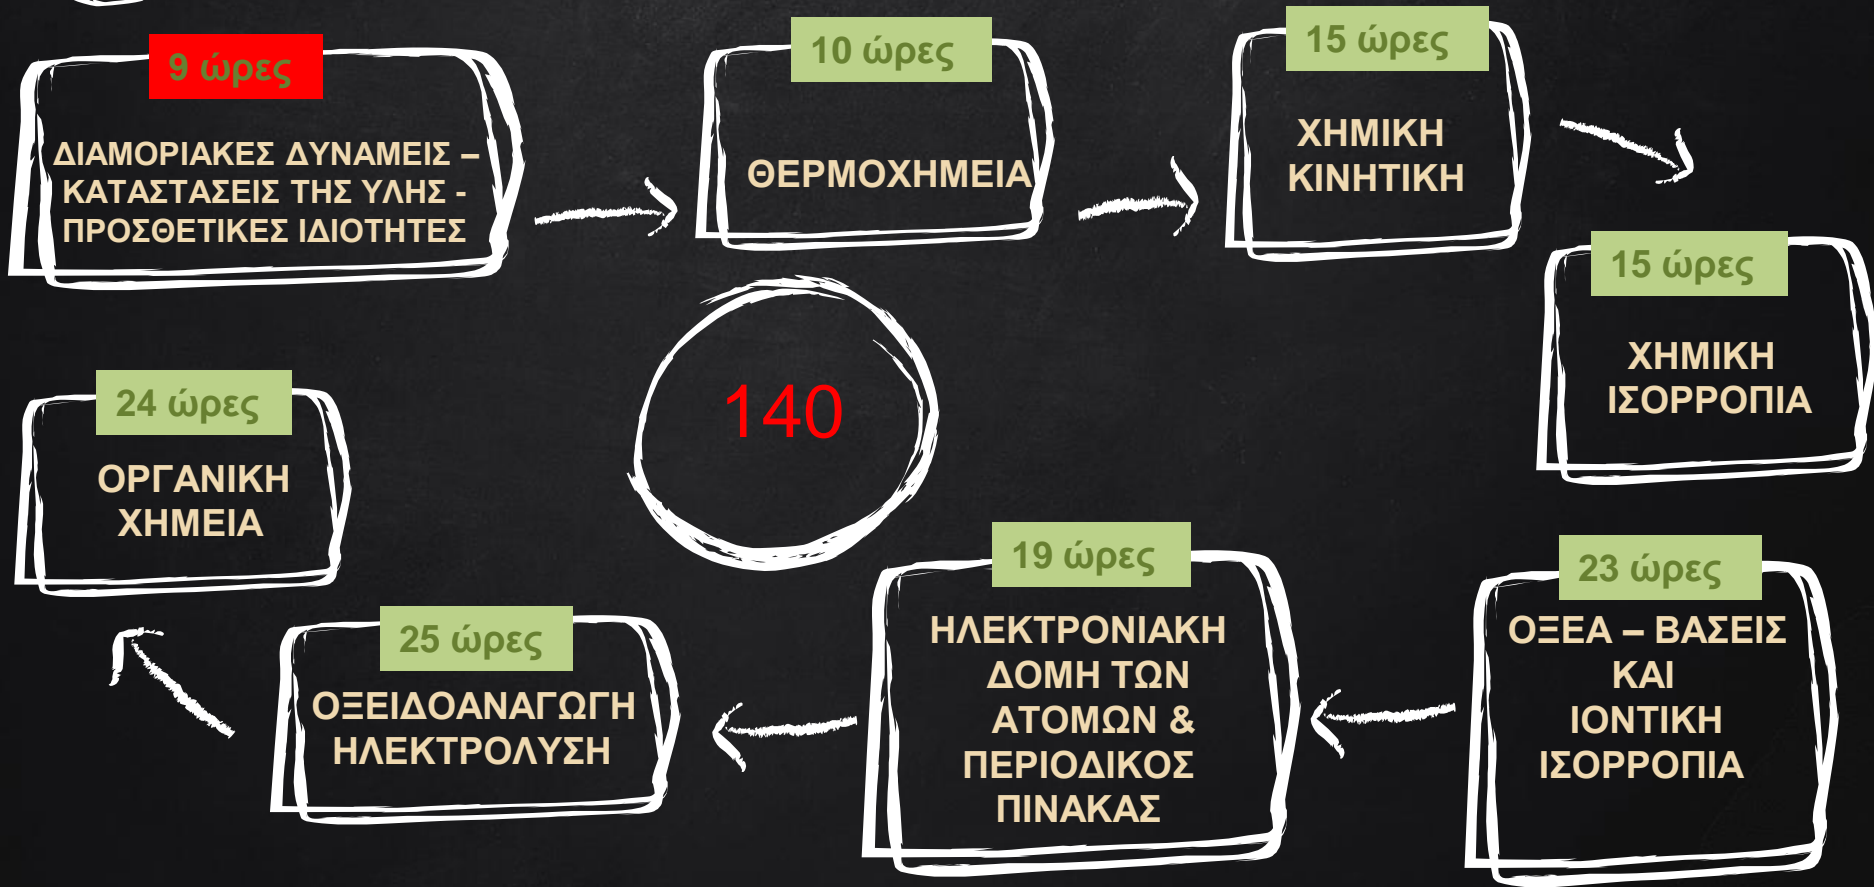 9 ώρες
ΔΙΑΜΟΡΙΑΚΕΣ ΔΥΝΑΜΕΙΣ –
ΚΑΤΑΣΤΑΣΕΙΣ ΤΗΣ ΥΛΗΣ -
ΠΡΟΣΘΕΤΙΚΕΣ ΙΔΙΟΤΗΤΕΣ
10 ώρες
ΘΕΡΜΟΧΗΜΕΙΑ
15 ώρες
ΧΗΜΙΚΗ
ΚΙΝΗΤΙΚΗ
15 ώρες
ΧΗΜΙΚΗ
ΙΣΟΡΡΟΠΙΑ
23 ώρες
ΟΞΕΑ – ΒΑΣΕΙΣ
ΚΑΙ
ΙΟΝΤΙΚΗ
ΙΣΟΡΡΟΠΙΑ
19 ώρες
ΗΛΕΚΤΡΟΝΙΑΚΗ
ΔΟΜΗ ΤΩΝ
ΑΤΟΜΩΝ &
ΠΕΡΙΟΔΙΚΟΣ
ΠΙΝΑΚΑΣ
25 ώρες
ΟΞΕΙΔΟΑΝΑΓΩΓΗ
ΗΛΕΚΤΡΟΛΥΣΗ
24 ώρες
ΟΡΓΑΝΙΚΗ
ΧΗΜΕΙΑ
140